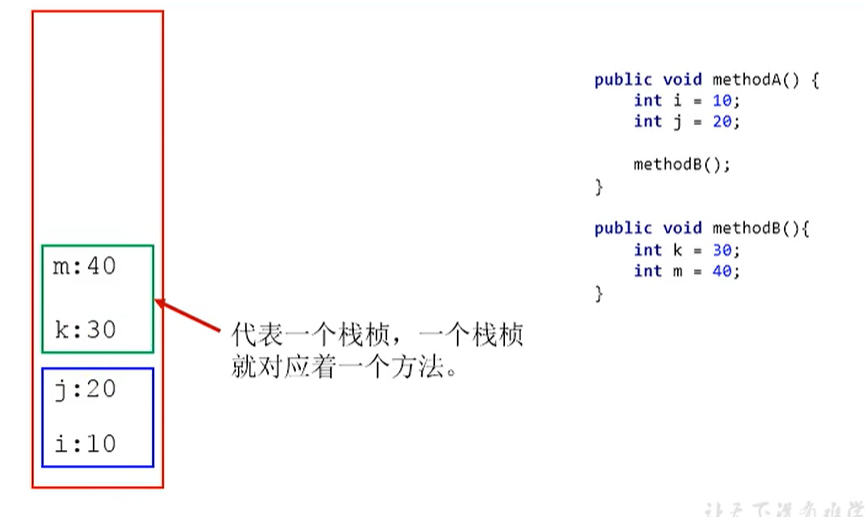 m:40
k:30
j:20
i:10
代表一个栈桢，一个栈桢
就对应着一个方法。
public void methodA() {
int i = 10;
int j = 20;
methodB();
}
public void methodB(){
int k = 30;
int m = 40;
}